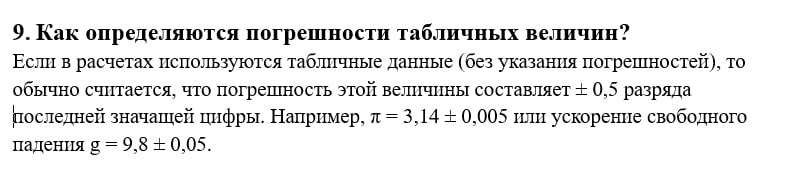 9. Как определяются погрешности табличных величин?
Если в расчетах используются табличные данные (без указания погрешностей), то
обычно считается, что погрешность этой величины составляет ± 0,5 разряда
последней значащей цифры. Например, π = 3,14 ± 0,005 или ускорение свободного
падения g = 9,8 ± 0,05.